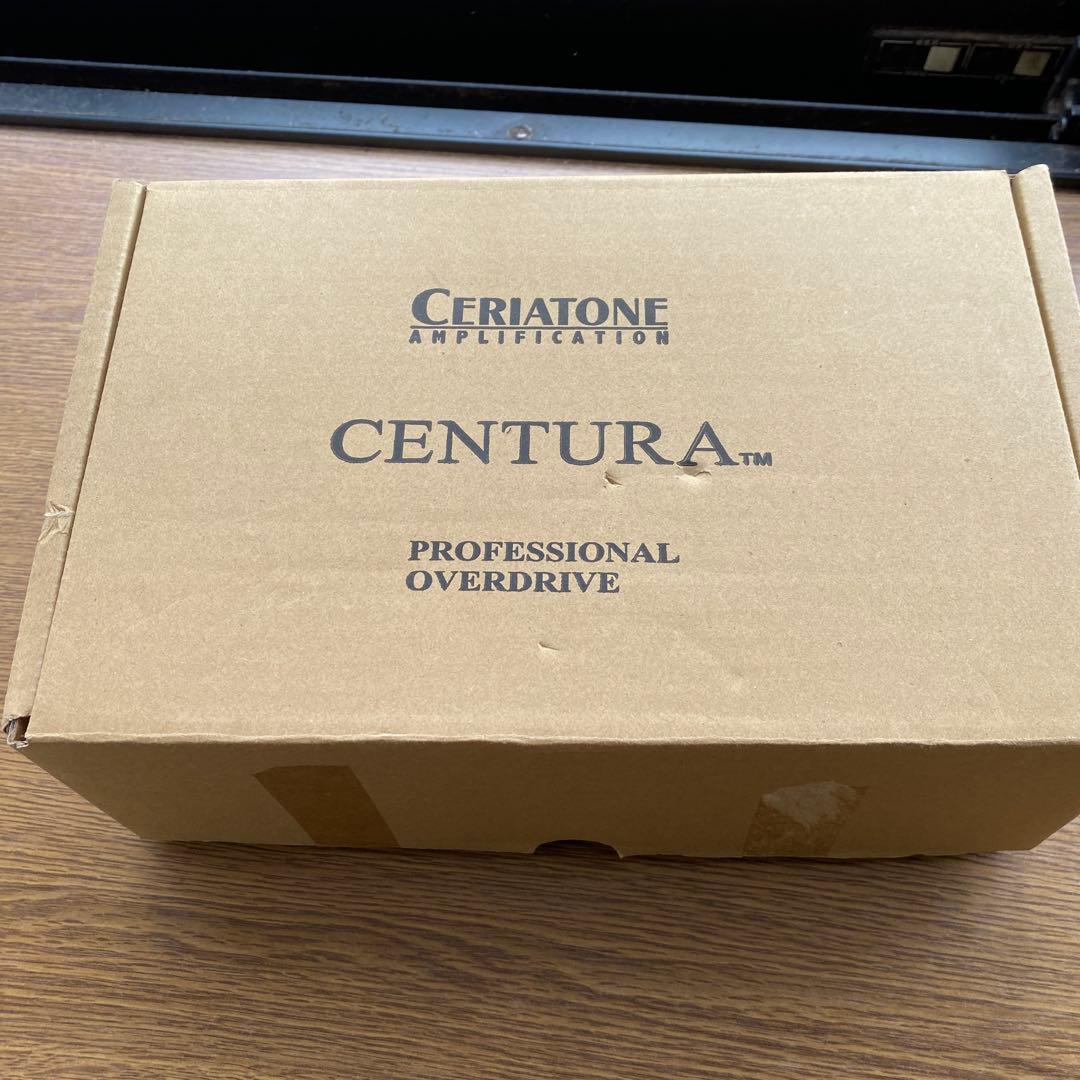 CERIATONE
AMPLIFICATION
CENTURA™
PROFESSIONAL
OVERDRIVE